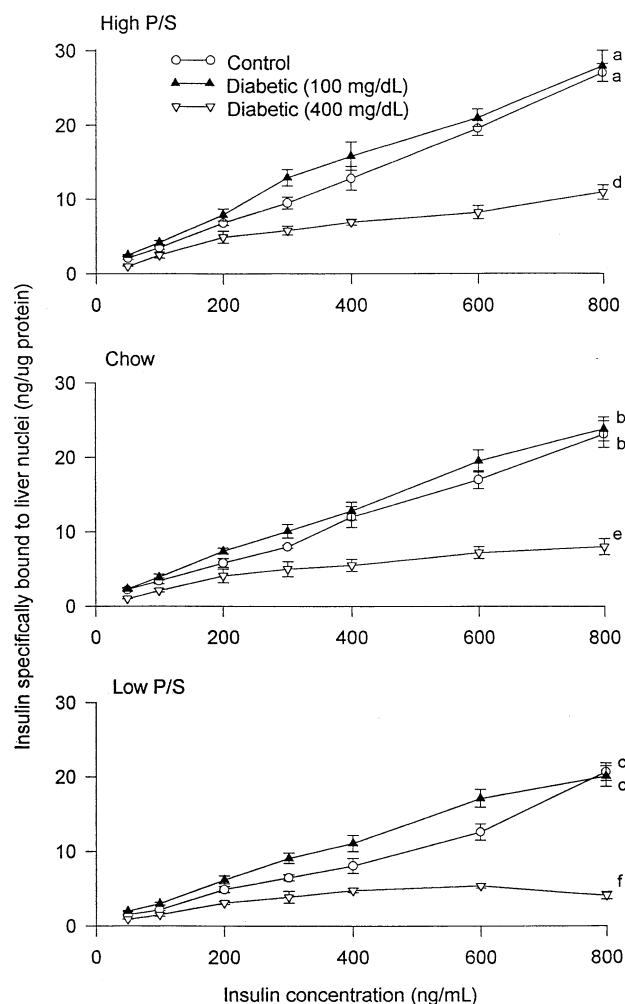 High P/S
30
20
10
0
Control
Diabetic (100 mg/dL)
Diabetic (400 mg/dL)
a
a
d
0 200 400 600 800
Chow
30
20
10
0
b
b
e
0 200 400 600 800
Low P/S
30
20
10
0
c
c
f
0 200 400 600 800
Insulin specifically bound to liver nuclei (ng/ug protein)
Insulin concentration (ng/mL)